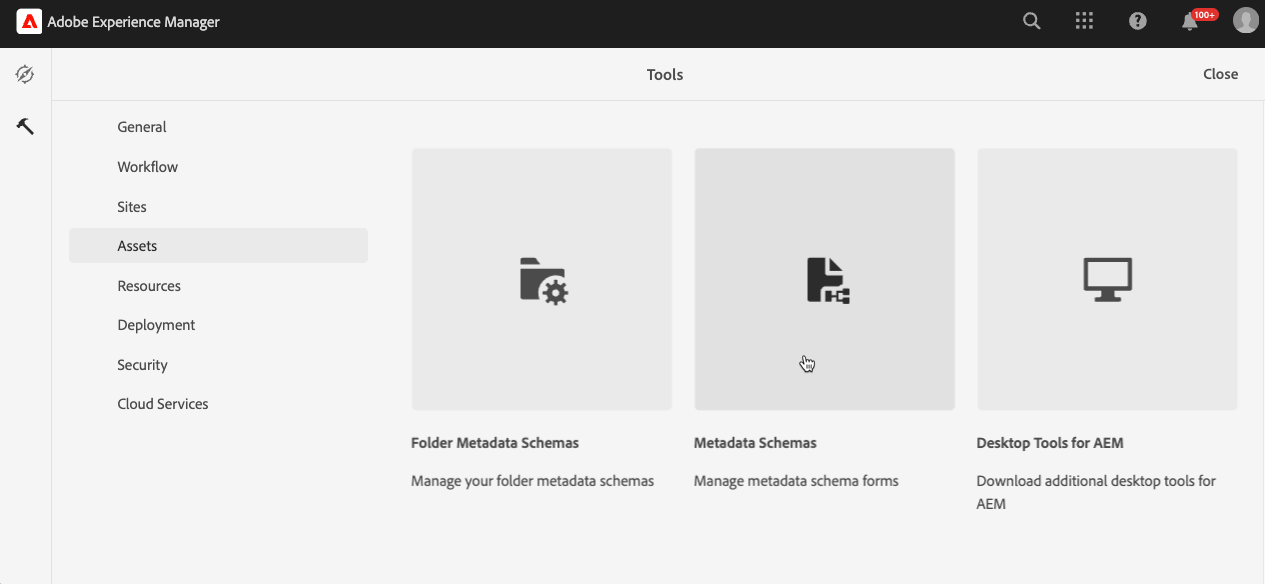 Adobe Experience Manager
100+
Tools
Close
General
Workflow
Sites
Assets
Resources
Deployment
Security
Cloud Services
Folder Metadata Schemas
Manage your folder metadata schemas
Metadata Schemas
Manage metadata schema forms
Desktop Tools for AEM
Download additional desktop tools for
AEM